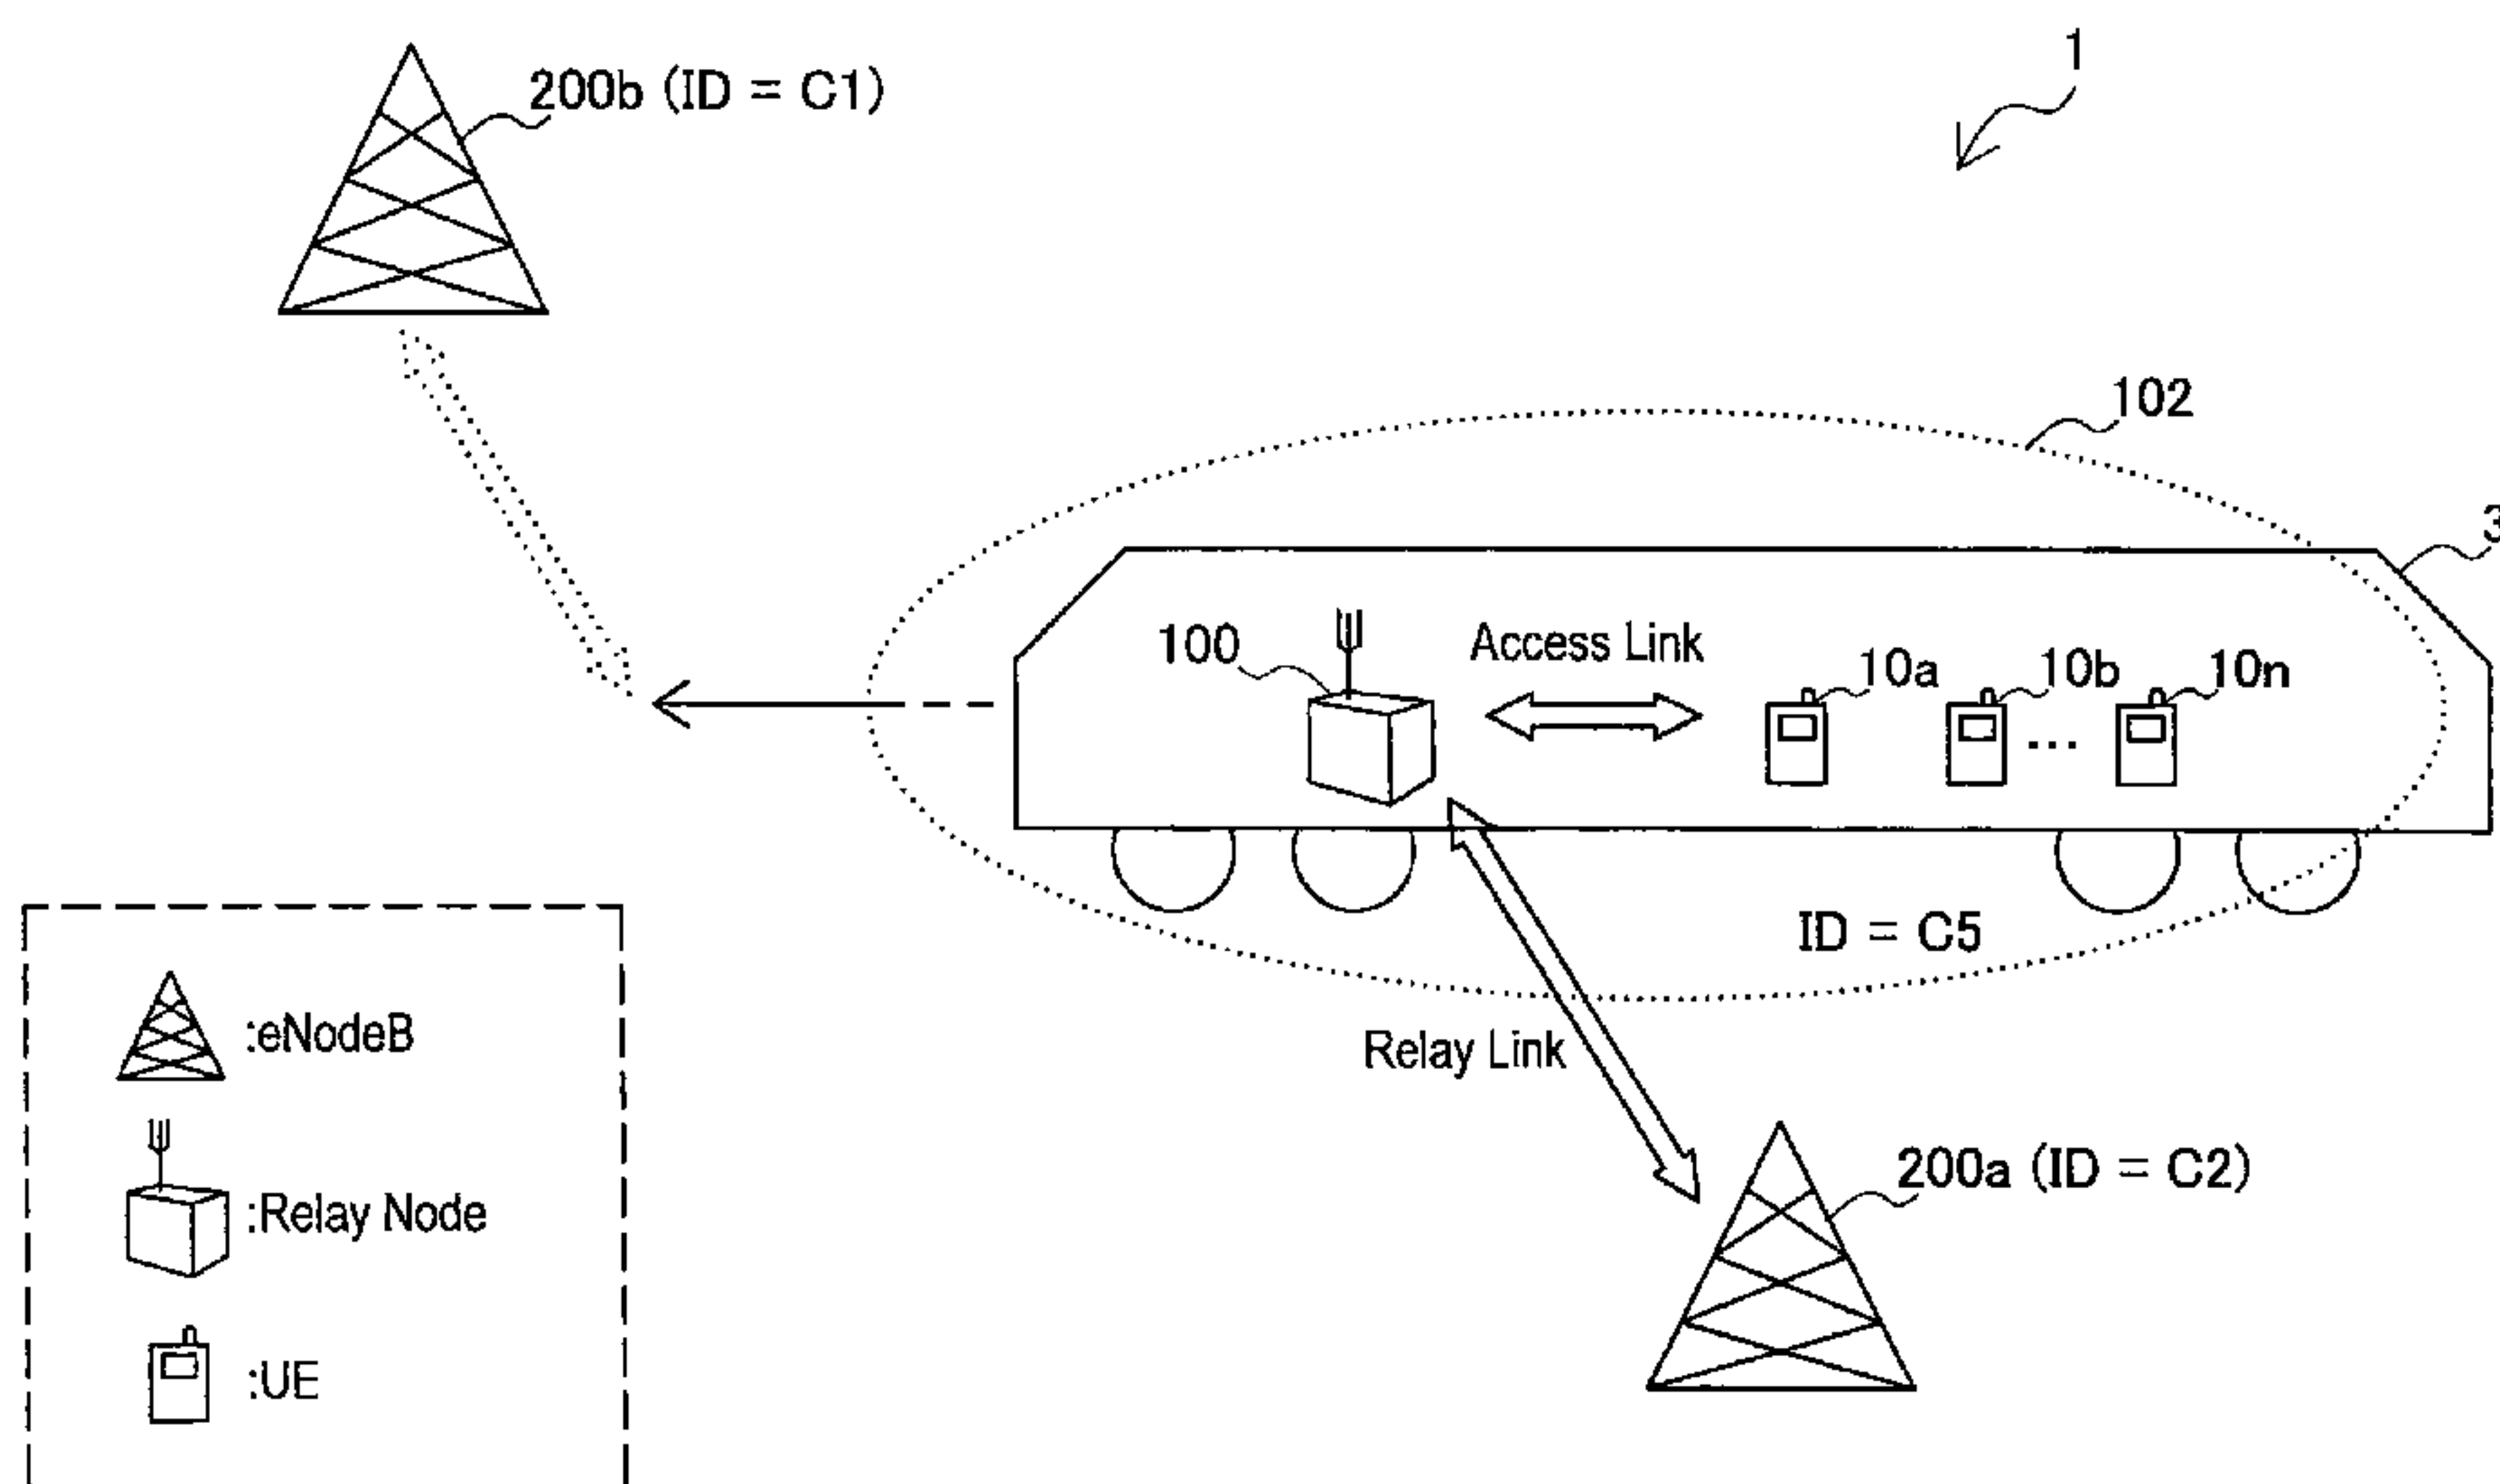 1
200b (ID = C1)
102
3
100
Access Link
10a
10b
10n
...
ID = C5
Relay Link
200a (ID = C2)
:eNodeB
:Relay Node
:UE